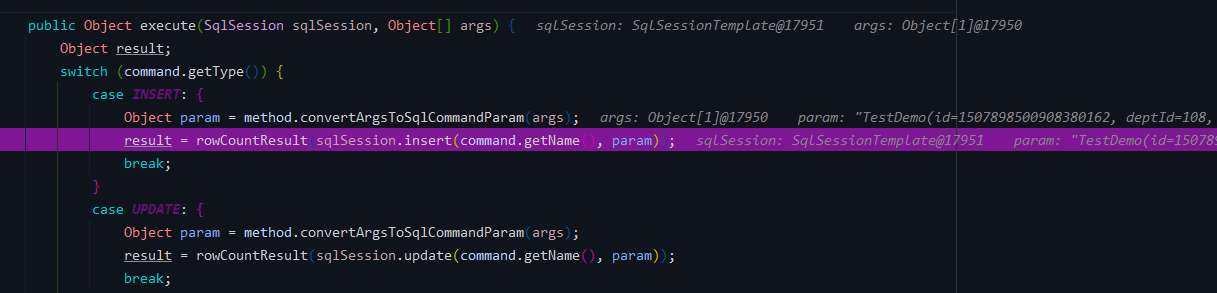 public Object execute(SqlSession sqlSession, Object[] args) { sqlSession: SqlSessionTemplate@17951 args: Object[1]@17950
Object result;
switch (command.getType()) {
case INSERT: {
Object param = method.convertArgsToSqlCommandParam(args); args: Object[1]@17950 param: "TestDemo(id=1507898500908380162, deptId=108,
result = rowCountResult(sqlSession.insert(command.getName(), param)); sqlSession: SqlSessionTemplate@17951 param: "TestDemo(id=150789
break;
}
case UPDATE: {
Object param = method.convertArgsToSqlCommandParam(args);
result = rowCountResult(sqlSession.update(command.getName(), param));
break;